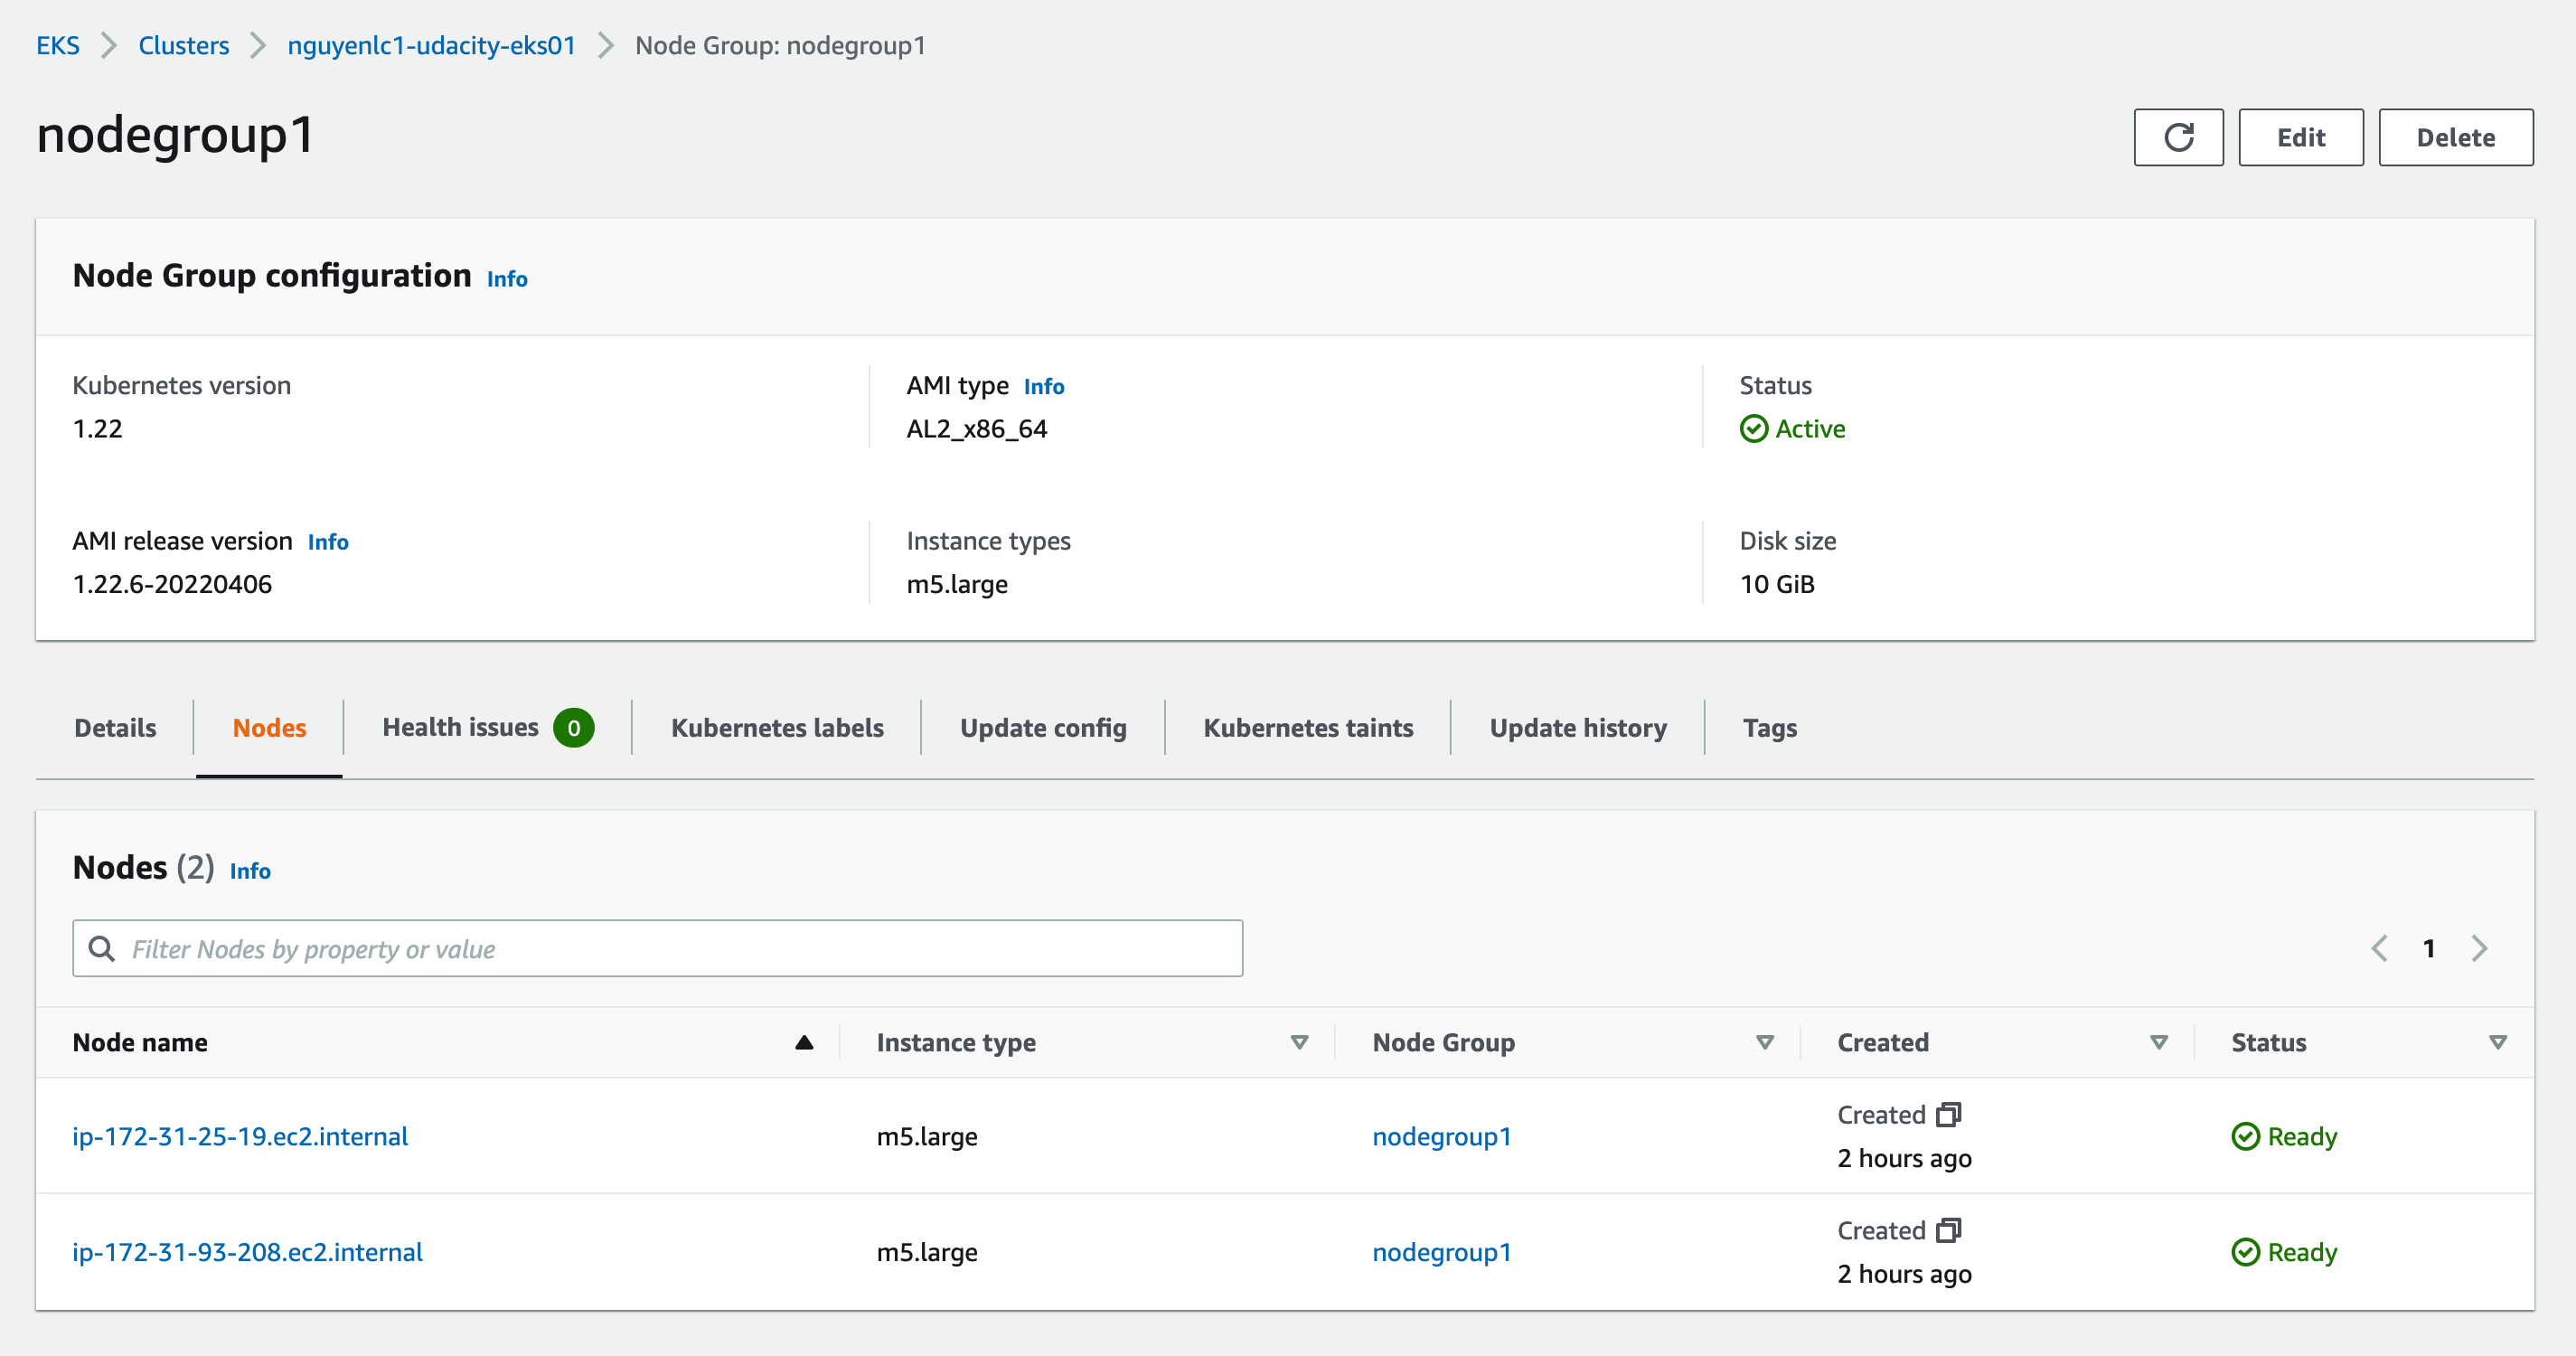 EKS > Clusters > nguyenlc1-udacity-eks01 > Node Group: nodegroup1
nodegroup1
Edit
Delete
Node Group configuration Info
Kubernetes version
1.22
AMI type Info
AL2_x86_64
Status
Active
AMI release version Info
1.22.6-20220406
Instance types
m5.large
Disk size
10 GiB
Details
Nodes
Health issues 0
Kubernetes labels
Update config
Kubernetes taints
Update history
Tags
Nodes (2) Info
Filter Nodes by property or value
1
Node name
Instance type
Node Group
Created
Status
ip-172-31-25-19.ec2.internal
m5.large
nodegroup1
Created
2 hours ago
Ready
ip-172-31-93-208.ec2.internal
m5.large
nodegroup1
Created
2 hours ago
Ready